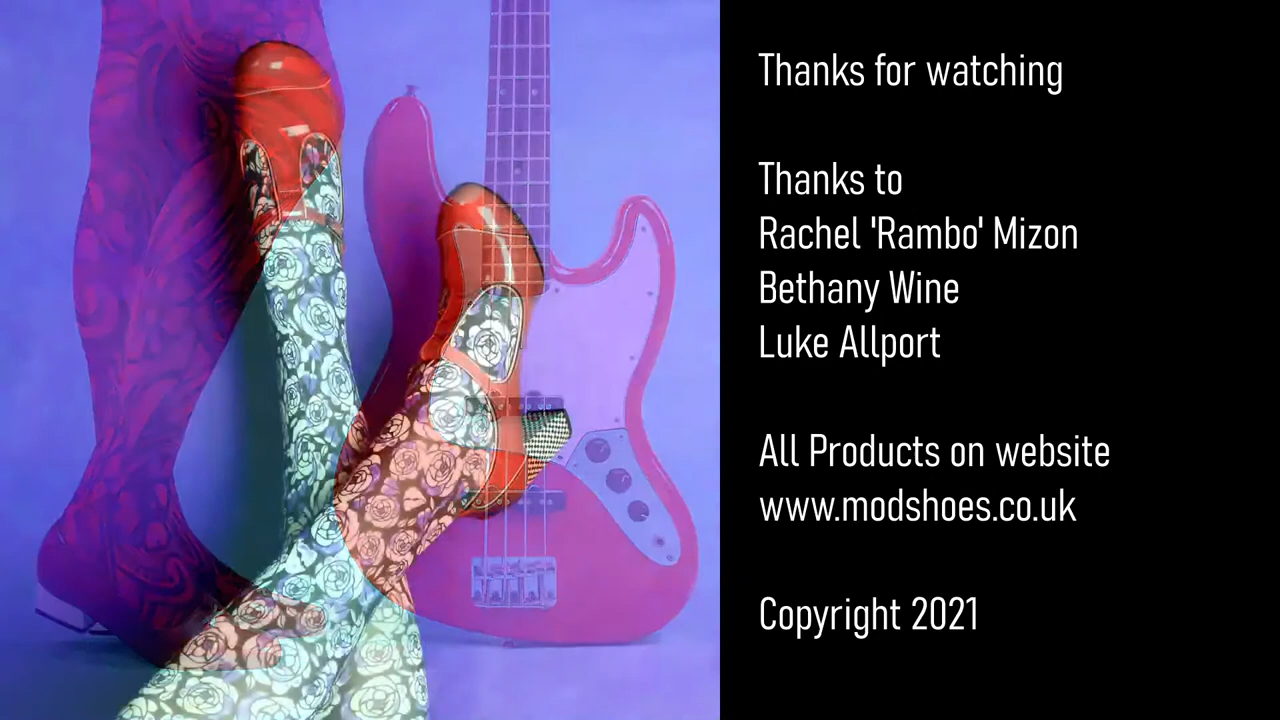 Thanks for watching
Thanks to
Rachel 'Rambo' Mizon
Bethany Wine
Luke Allport
All Products on website
www.modshoes.co.uk
Copyright 2021